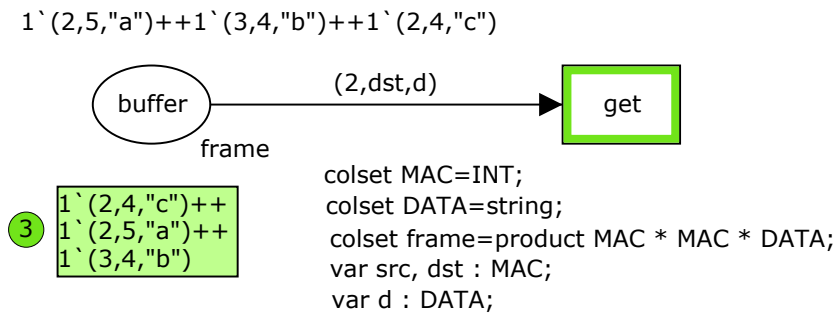 1`(2,5,"a")++1`(3,4,"b")++1`(2,4,"c")
(2,dst,d)
buffer
get
frame
3
1`(2,4,"c")++
1`(2,5,"a")++
1`(3,4,"b")
colset MAC=INT;
colset DATA=string;
colset frame=product MAC * MAC * DATA;
var src, dst : MAC;
var d : DATA;